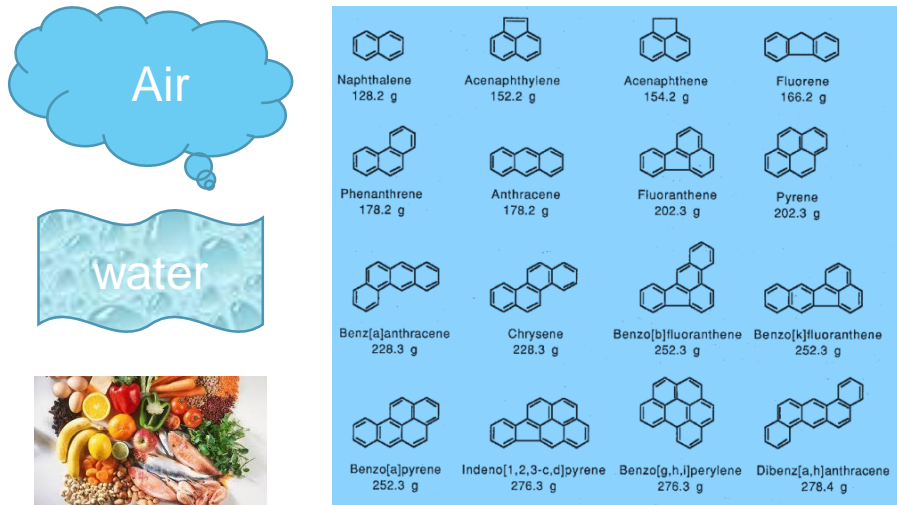 Air
water
Naphthalene
128.2 g
Acenaphthylene
152.2 g
Acenaphthene
154.2 g
Fluorene
166.2 g
Phenanthrene
178.2 g
Anthracene
178.2 g
Fluoranthene
202.3 g
Pyrene
202.3 g
Benz[a]anthracene
228.3 g
Chrysene
228.3 g
Benzo[b]fluoranthene
252.3 g
Benzo[k]fluoranthene
252.3 g
Benzo[a]pyrene
252.3 g
Indeno[1,2,3-c,d]pyrene
276.3 g
Benzo[g,h,i]perylene
276.3 g
Dibenz[a,h]anthracene
278.4 g